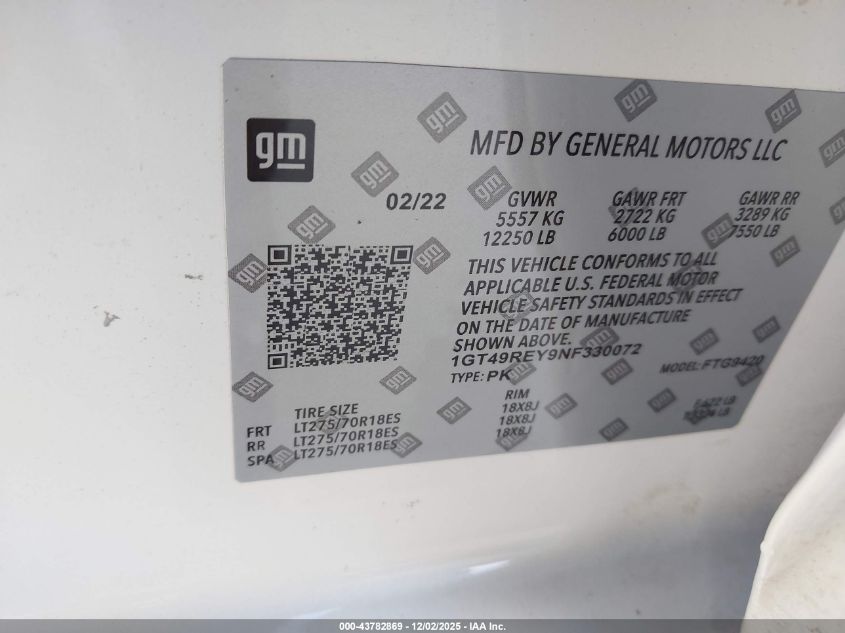 gm
MFD BY GENERAL MOTORS LLC
02/22
GVWR GAWR FRT GAWR RR
5557 KG 2722 KG 3289 KG
12250 LB 6000 LB 7550 LB
THIS VEHICLE CONFORMS TO ALL
APPLICABLE U.S. FEDERAL MOTOR
VEHICLE SAFETY STANDARDS IN EFFECT
ON THE DATE OF MANUFACTURE
SHOWN ABOVE.
1GT49REY9NF330072
TYPE: PK MODEL: FTG9420
TIRE SIZE RIM
FRT LT275/70R18ES 18X8J
RR LT275/70R18ES 18X8J
SPA LT275/70R18ES 18X8J
000-43782869 - 12/02/2025 - IAA Inc.